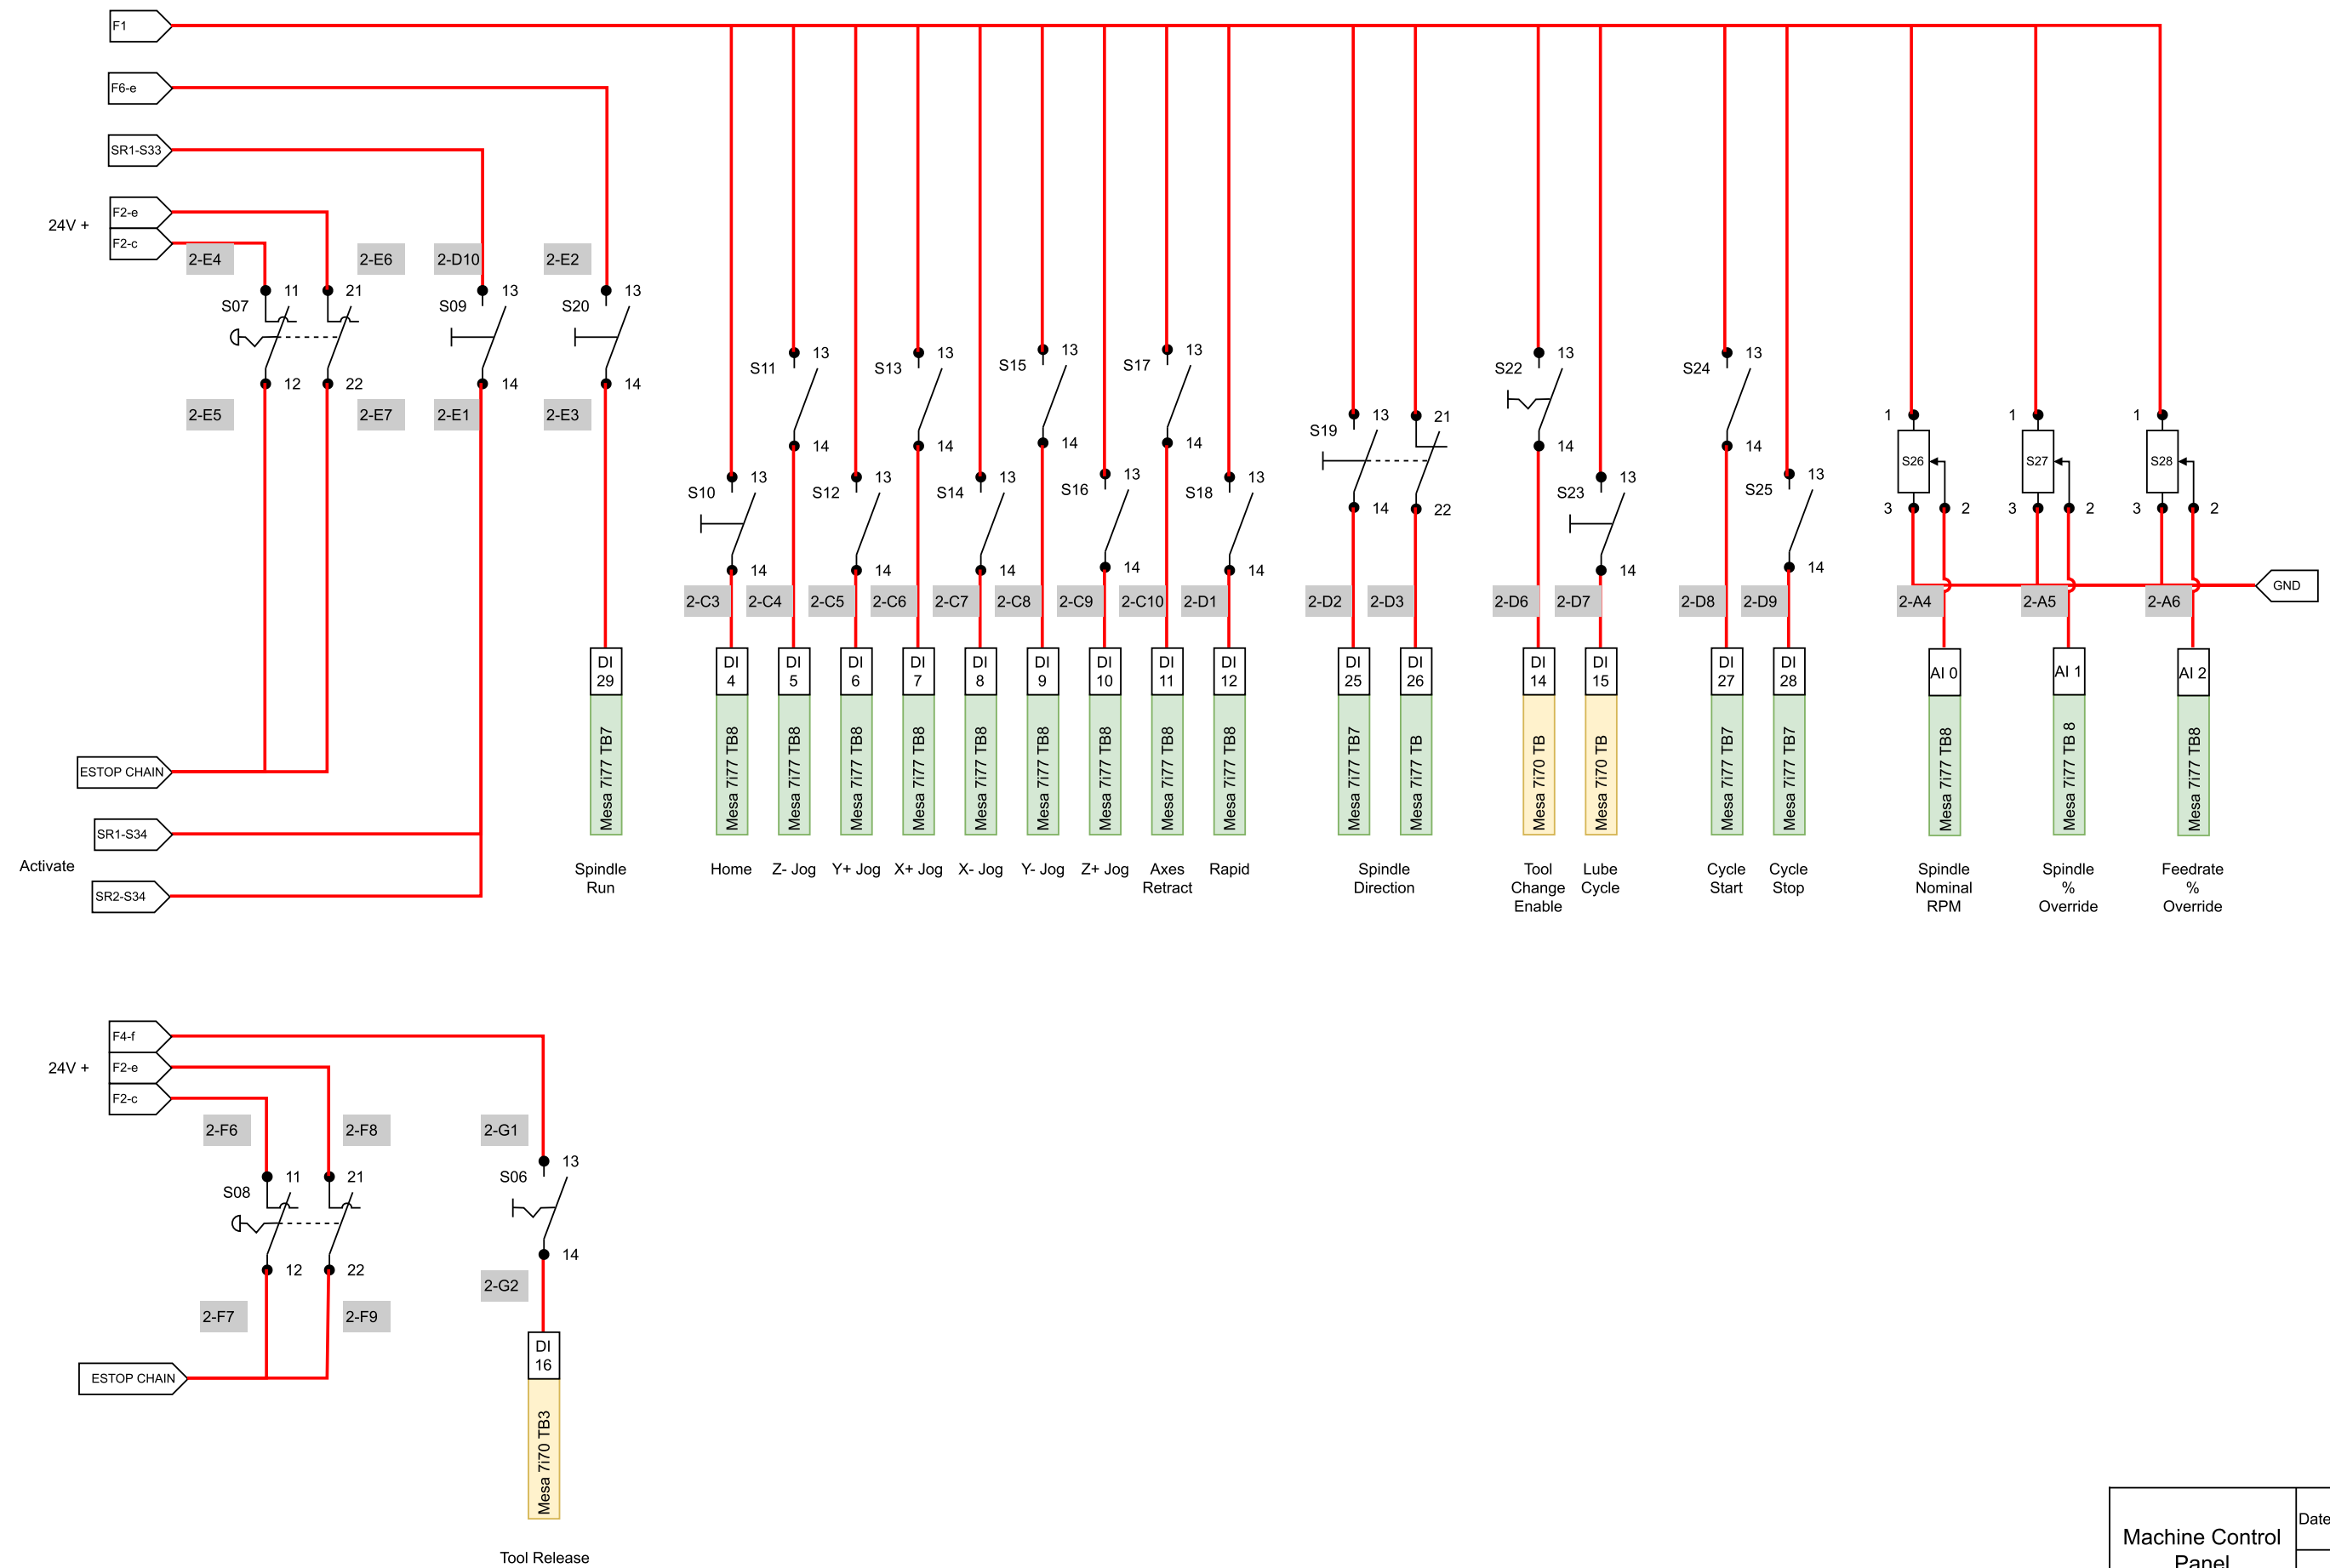 F1
F6-e
SR1-S33
24V +
F2-e
F2-c
2-E4
2-E6
2-D10
2-E2
S07
11
21
S09
13
S20
13
12
22
14
14
2-E5
2-E7
2-E1
2-E3
S11
13
S13
13
S15
13
S17
13
S22
13
S24
13
14
14
14
14
14
14
S19
13
21
14
22
S10
13
S12
13
S14
13
S16
13
S18
13
S23
13
S25
13
14
14
14
14
14
14
14
1
S26
3
2
1
S27
3
2
1
S28
3
2
GND
2-C3
2-C4
2-C5
2-C6
2-C7
2-C8
2-C9
2-C10
2-D1
2-D2
2-D3
2-D6
2-D7
2-D8
2-D9
2-A4
2-A5
2-A6
DI 29
DI 4
DI 5
DI 6
DI 7
DI 8
DI 9
DI 10
DI 11
DI 12
DI 25
DI 26
DI 14
DI 15
DI 27
DI 28
AI 0
AI 1
AI 2
Mesa 7i77 TB7
Mesa 7i77 TB8
Mesa 7i77 TB8
Mesa 7i77 TB8
Mesa 7i77 TB8
Mesa 7i77 TB8
Mesa 7i77 TB8
Mesa 7i77 TB8
Mesa 7i77 TB8
Mesa 7i77 TB8
Mesa 7i77 TB7
Mesa 7i77 TB
Mesa 7i70 TB
Mesa 7i70 TB
Mesa 7i77 TB7
Mesa 7i77 TB7
Mesa 7i77 TB8
Mesa 7i77 TB 8
Mesa 7i77 TB8
ESTOP CHAIN
SR1-S34
Activate
SR2-S34
Spindle
Run
Home
Z- Jog
Y+ Jog
X+ Jog
X- Jog
Y- Jog
Z+ Jog
Axes
Retract
Rapid
Spindle
Direction
Tool
Change
Enable
Lube
Cycle
Cycle
Start
Cycle
Stop
Spindle
Nominal
RPM
Spindle
%
Override
Feedrate
%
Override
24V +
F4-f
F2-e
F2-c
2-F6
2-F8
2-G1
S08
11
21
S06
13
12
22
14
2-F7
2-F9
2-G2
ESTOP CHAIN
DI
16
Mesa 7i70 TB3
Tool Release
Machine Control
Panel
Date